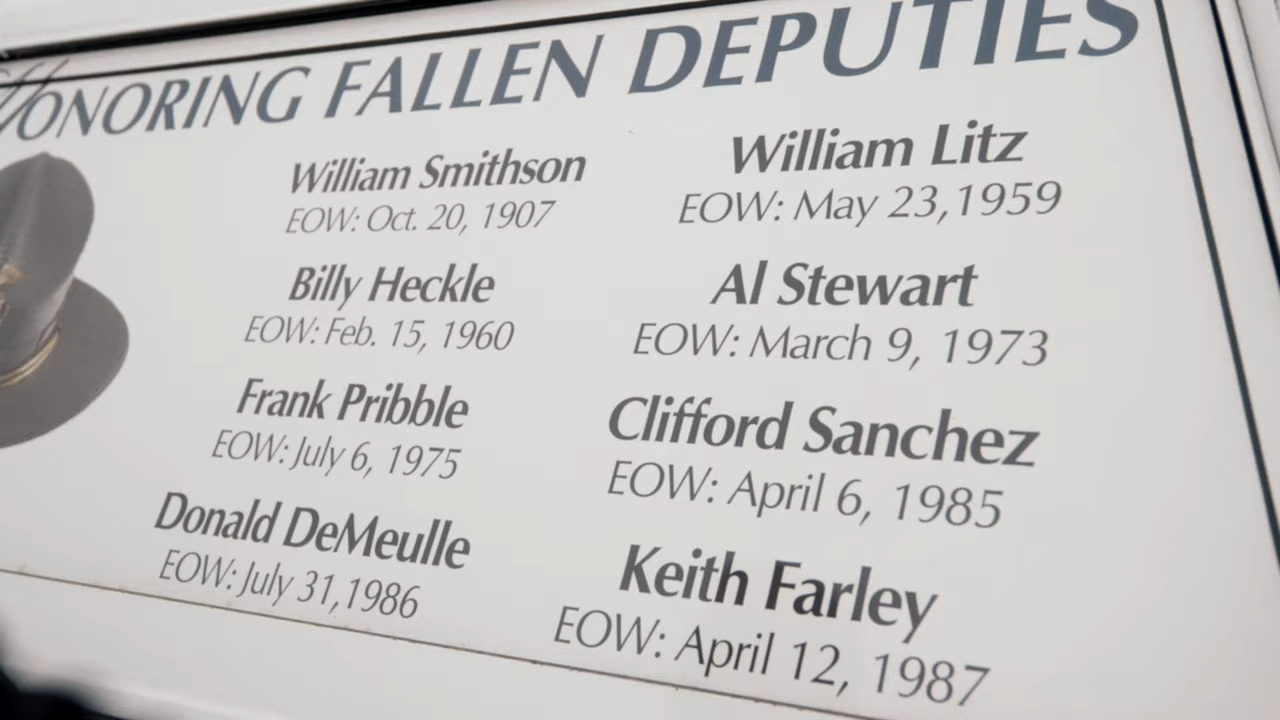 HONORING FALLEN DEPUTIES
William Smithson
EOW: Oct. 20, 1907
William Litz
EOW: May 23,1959
Billy Heckle
EOW: Feb. 15, 1960
Al Stewart
EOW: March 9, 1973
Frank Pribble
EOW: July 6, 1975
Clifford Sanchez
EOW: April 6, 1985
Donald DeMeulle
EOW: July 31,1986
Keith Farley
EOW: April 12, 1987